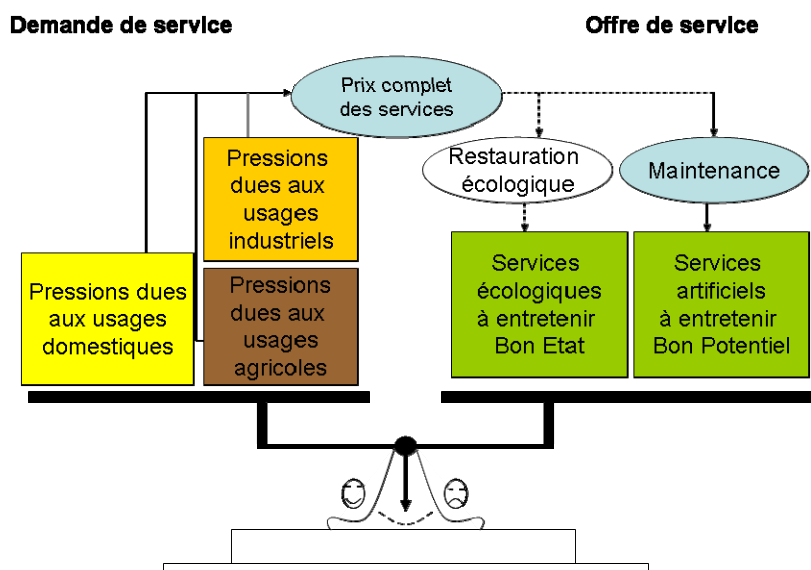 Demande de service
Offre de service
Prix complet
des services
Pressions
dues aux
usages
industriels
Restauration
écologique
Maintenance
Pressions dues
aux usages
domestiques
Pressions
dues aux
usages
agricoles
Services
écologiques
à entretenir
Bon Etat
Services
artificiels
à entretenir
Bon Potentiel